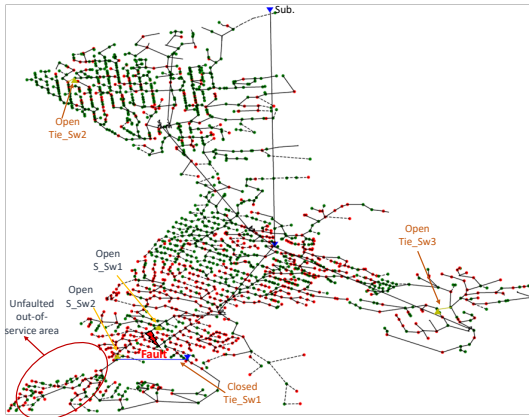 Sub.
Open
Tie_Sw2
Open
Tie_Sw3
Open
S_Sw1
Open
S_Sw2
Unfaulted
out-of-
service area
Fault
Closed
Tie_Sw1